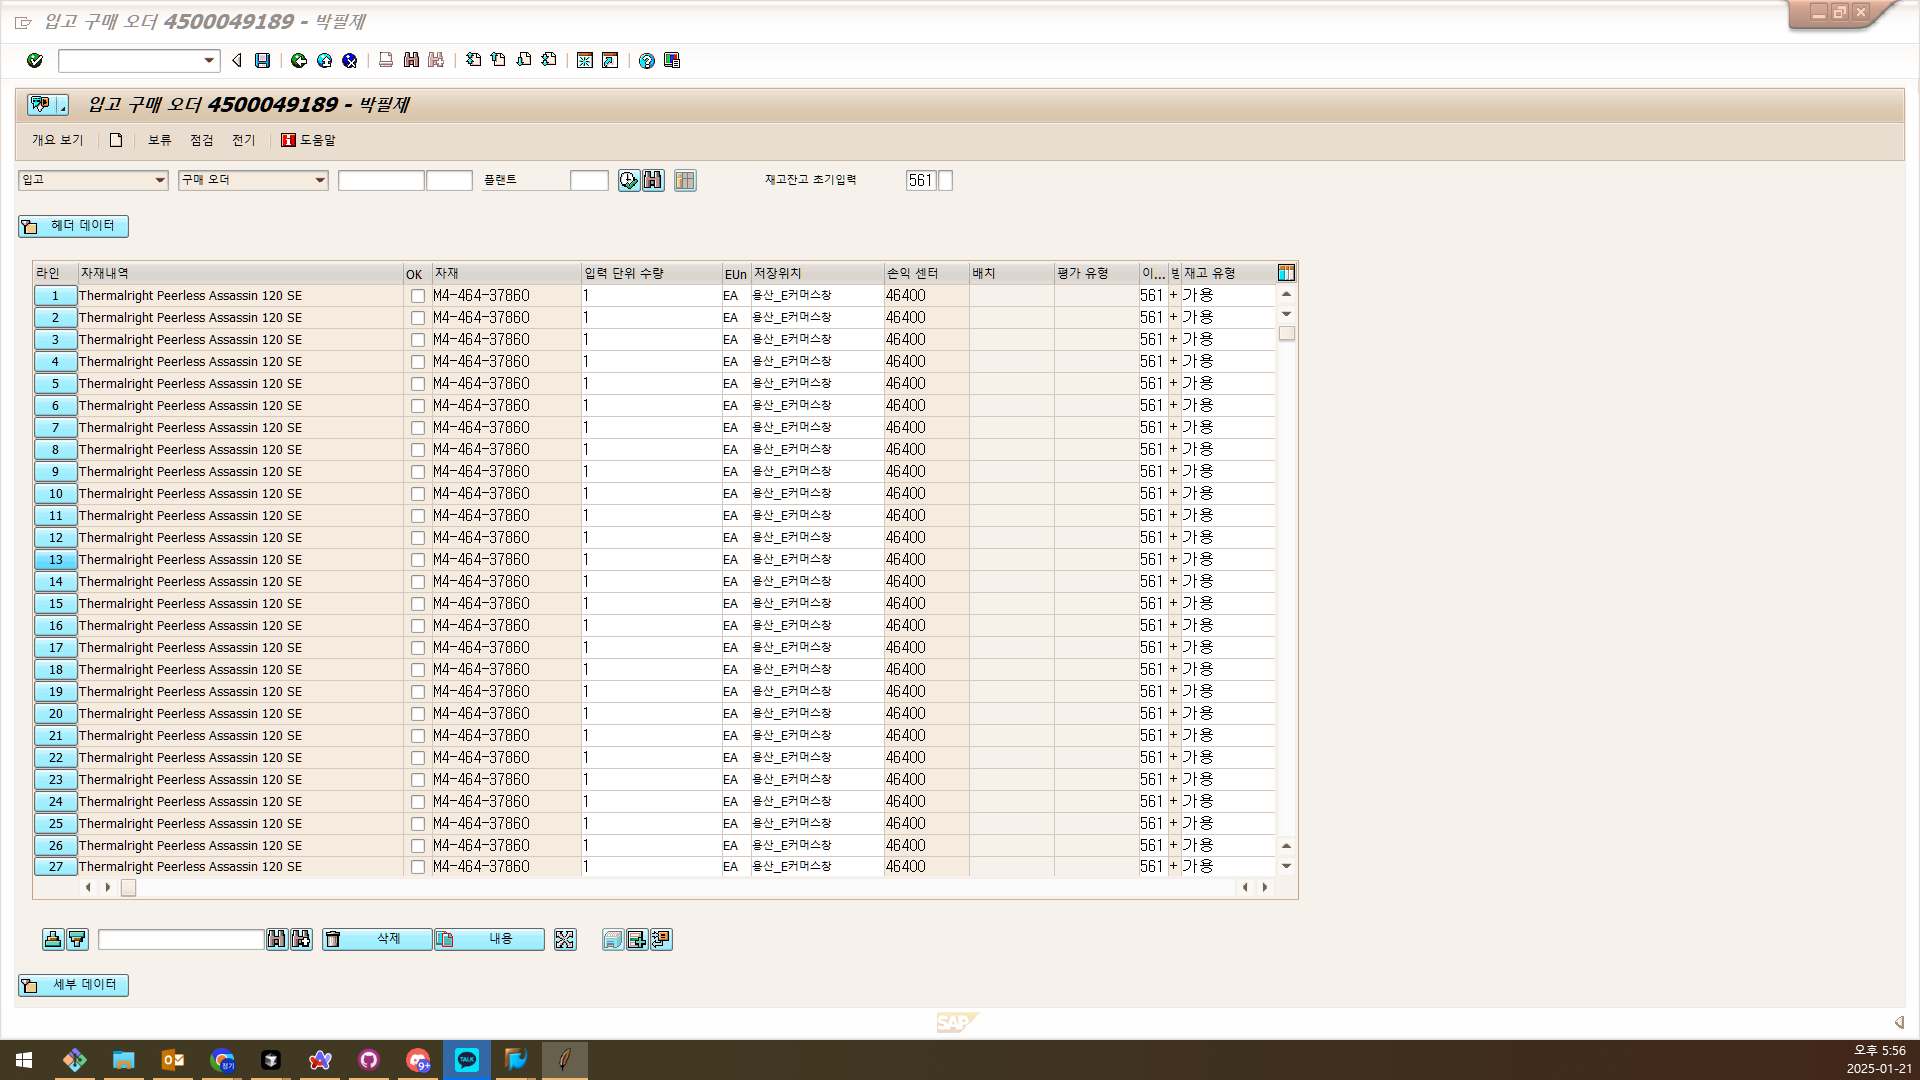 입고 구매 오더 4500049189 - 박필제
입고 구매 오더 4500049189 - 박필제
개요 보기 보류 점검 전기 도움말
입고 구매 오더 플랜트 재고잔고 초기입력 561
헤더 데이터
라인 자재내역 OK 자재 입력 단위 수량 EUn 저장위치 손익 센터 배치 평가 유형 이... 재고 유형
1 Thermalright Peerless Assassin 120 SE M4-464-37860 1 EA 용산_E커머스창 46400 561 + 가용
2 Thermalright Peerless Assassin 120 SE M4-464-37860 1 EA 용산_E커머스창 46400 561 + 가용
3 Thermalright Peerless Assassin 120 SE M4-464-37860 1 EA 용산_E커머스창 46400 561 + 가용
4 Thermalright Peerless Assassin 120 SE M4-464-37860 1 EA 용산_E커머스창 46400 561 + 가용
5 Thermalright Peerless Assassin 120 SE M4-464-37860 1 EA 용산_E커머스창 46400 561 + 가용
6 Thermalright Peerless Assassin 120 SE M4-464-37860 1 EA 용산_E커머스창 46400 561 + 가용
7 Thermalright Peerless Assassin 120 SE M4-464-37860 1 EA 용산_E커머스창 46400 561 + 가용
8 Thermalright Peerless Assassin 120 SE M4-464-37860 1 EA 용산_E커머스창 46400 561 + 가용
9 Thermalright Peerless Assassin 120 SE M4-464-37860 1 EA 용산_E커머스창 46400 561 + 가용
10 Thermalright Peerless Assassin 120 SE M4-464-37860 1 EA 용산_E커머스창 46400 561 + 가용
11 Thermalright Peerless Assassin 120 SE M4-464-37860 1 EA 용산_E커머스창 46400 561 + 가용
12 Thermalright Peerless Assassin 120 SE M4-464-37860 1 EA 용산_E커머스창 46400 561 + 가용
13 Thermalright Peerless Assassin 120 SE M4-464-37860 1 EA 용산_E커머스창 46400 561 + 가용
14 Thermalright Peerless Assassin 120 SE M4-464-37860 1 EA 용산_E커머스창 46400 561 + 가용
15 Thermalright Peerless Assassin 120 SE M4-464-37860 1 EA 용산_E커머스창 46400 561 + 가용
16 Thermalright Peerless Assassin 120 SE M4-464-37860 1 EA 용산_E커머스창 46400 561 + 가용
17 Thermalright Peerless Assassin 120 SE M4-464-37860 1 EA 용산_E커머스창 46400 561 + 가용
18 Thermalright Peerless Assassin 120 SE M4-464-37860 1 EA 용산_E커머스창 46400 561 + 가용
19 Thermalright Peerless Assassin 120 SE M4-464-37860 1 EA 용산_E커머스창 46400 561 + 가용
20 Thermalright Peerless Assassin 120 SE M4-464-37860 1 EA 용산_E커머스창 46400 561 + 가용
21 Thermalright Peerless Assassin 120 SE M4-464-37860 1 EA 용산_E커머스창 46400 561 + 가용
22 Thermalright Peerless Assassin 120 SE M4-464-37860 1 EA 용산_E커머스창 46400 561 + 가용
23 Thermalright Peerless Assassin 120 SE M4-464-37860 1 EA 용산_E커머스창 46400 561 + 가용
24 Thermalright Peerless Assassin 120 SE M4-464-37860 1 EA 용산_E커머스창 46400 561 + 가용
25 Thermalright Peerless Assassin 120 SE M4-464-37860 1 EA 용산_E커머스창 46400 561 + 가용
26 Thermalright Peerless Assassin 120 SE M4-464-37860 1 EA 용산_E커머스창 46400 561 + 가용
27 Thermalright Peerless Assassin 120 SE M4-464-37860 1 EA 용산_E커머스창 46400 561 + 가용
삭제 내용
세부 데이터
SAP
TALK 9+
오후 5:56
2025-01-21